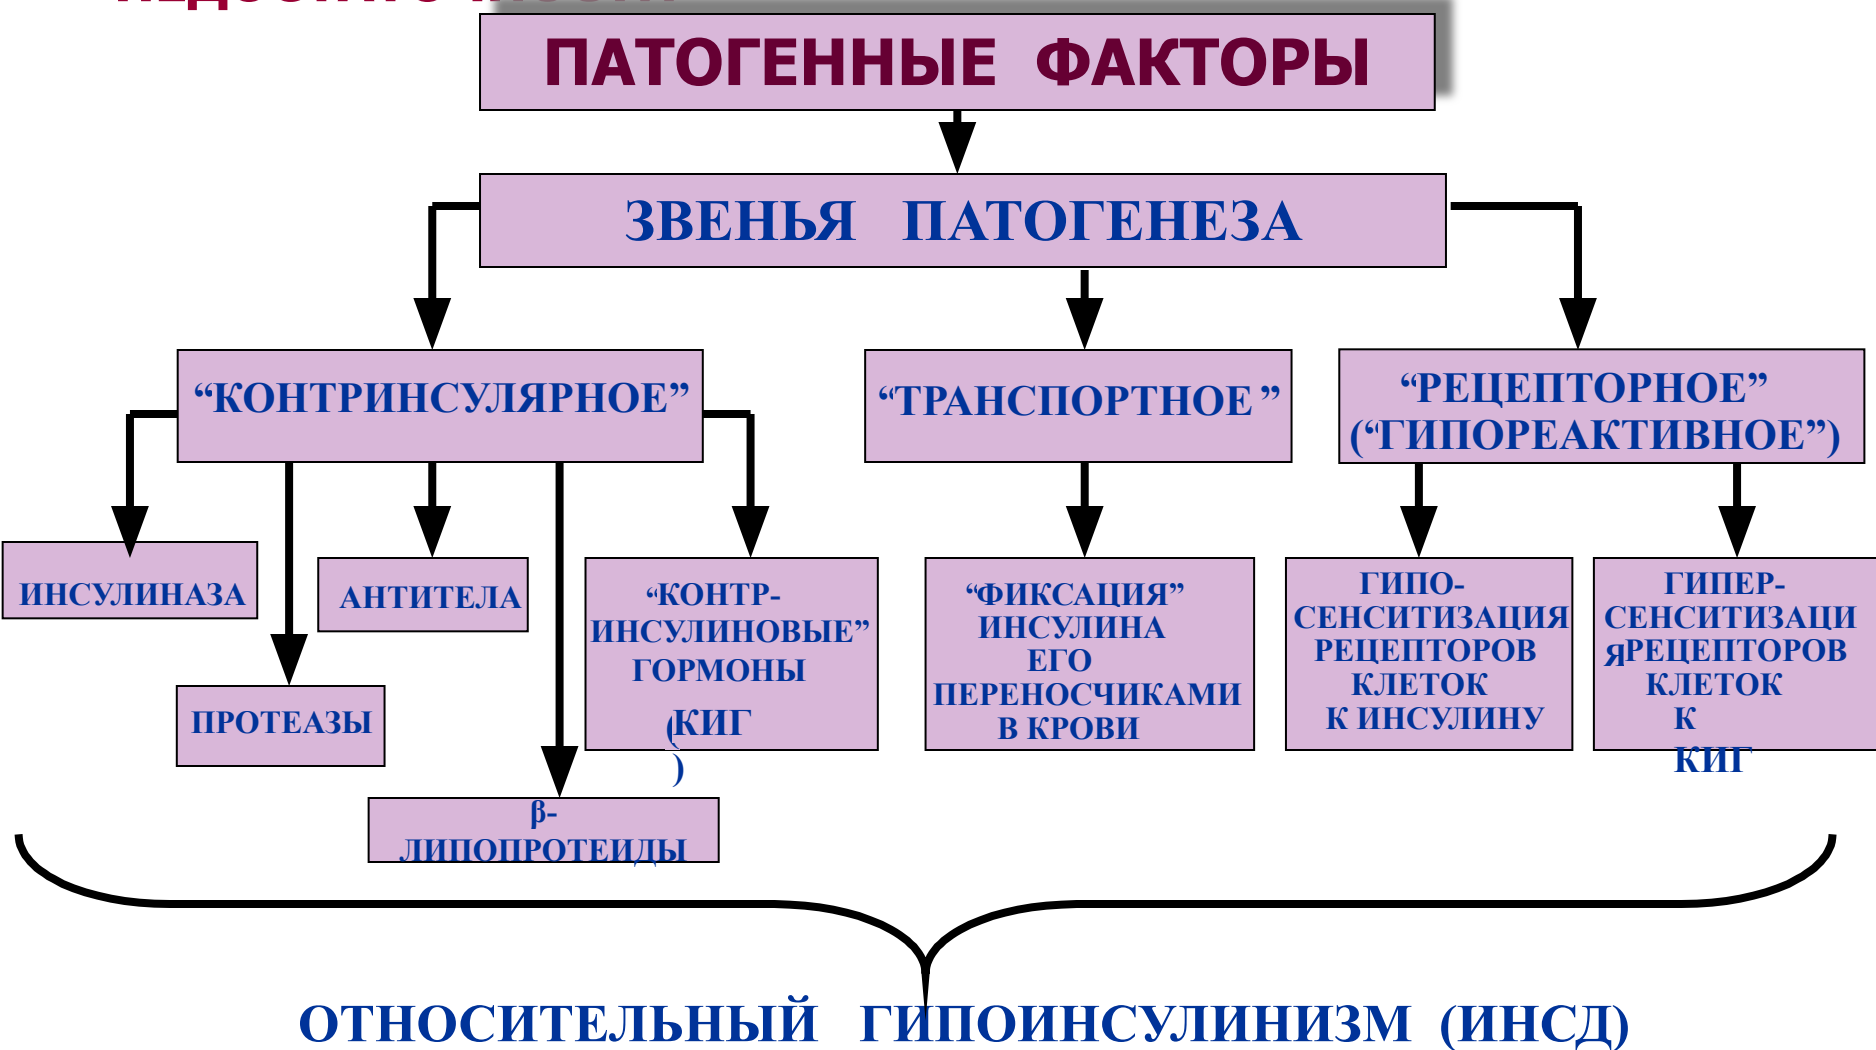 ПАТОГЕННЫЕ ФАКТОРЫ
ЗВЕНЬЯ ПАТОГЕНЕЗА
“КОНТРИНСУЛЯРНОЕ”
“ТРАНСПОРТНОЕ ”
“РЕЦЕПТОРНОЕ”
(“ГИПОРЕАКТИВНОЕ”)
ИНСУЛИНАЗА
ПРОТЕАЗЫ
АНТИТЕЛА
β-
ЛИПОПРОТЕИДЫ
“КОНТР-
ИНСУЛИНОВЫЕ”
ГОРМОНЫ
(КИГ
)
“ФИКСАЦИЯ”
ИНСУЛИНА
ЕГО
ПЕРЕНОСЧИКАМИ
В КРОВИ
ГИПО-
СЕНСИТИЗАЦИЯ
РЕЦЕПТОРОВ
КЛЕТОК
К ИНСУЛИНУ
ГИПЕР-
СЕНСИТИЗАЦИ
ЯРЕЦЕПТОРОВ
КЛЕТОК
К
КИГ
ОТНОСИТЕЛЬНЫЙ ГИПОИНСУЛИНИЗМ (ИНСД)